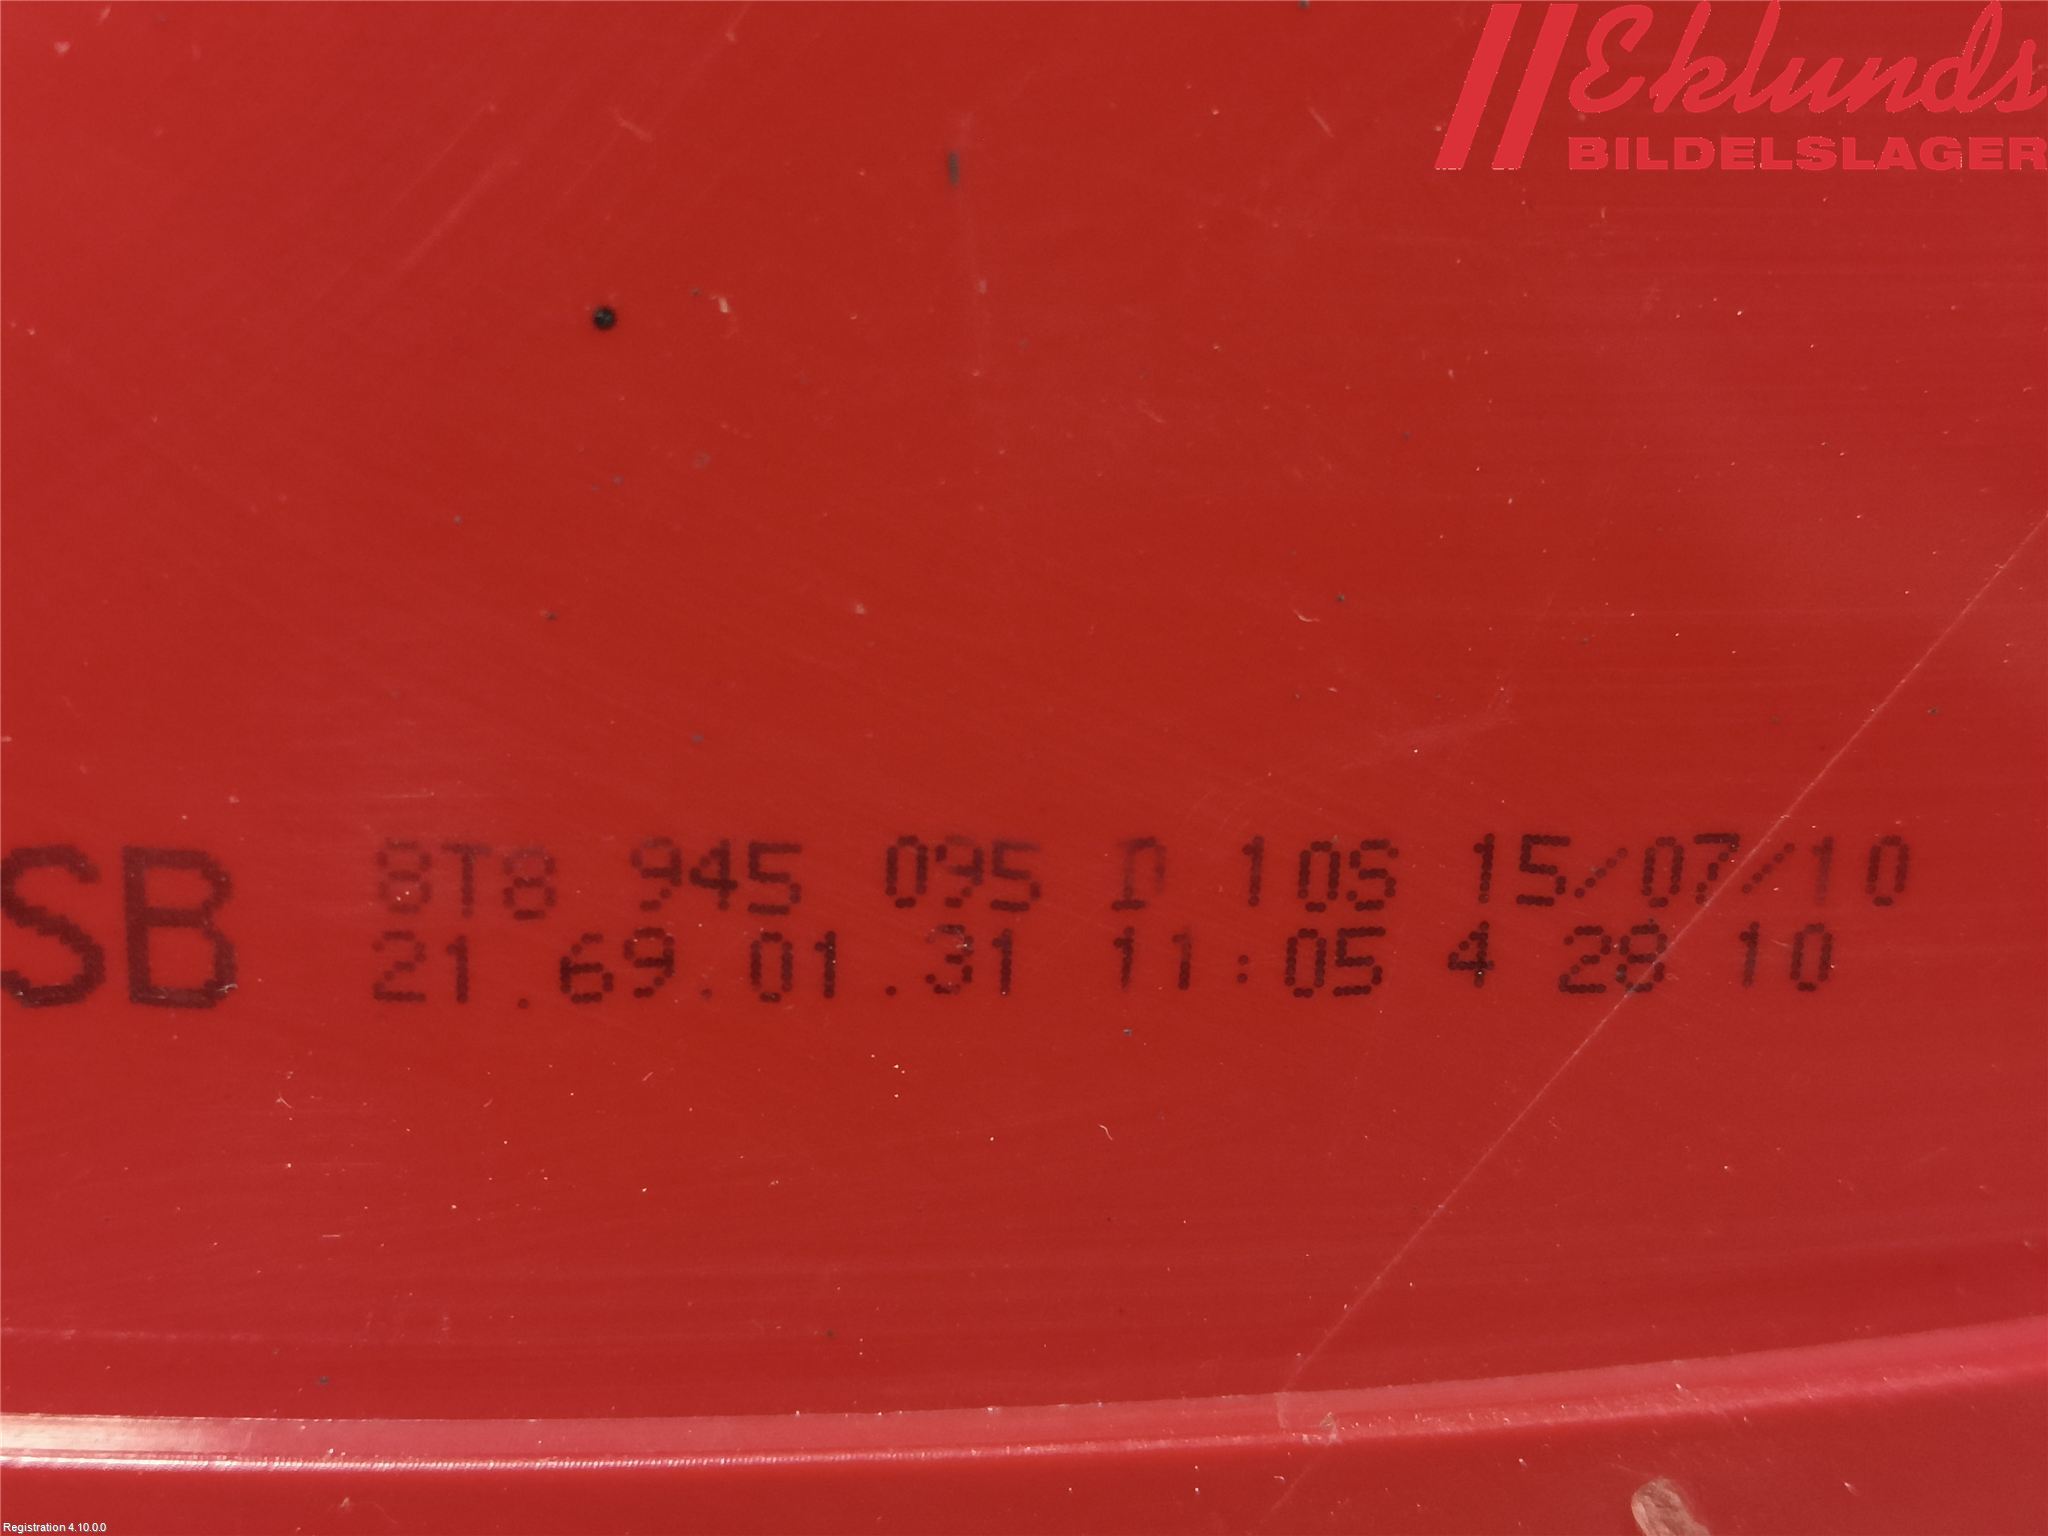 Eklunds
BILDELSLAGER
SB
8T8 945 095 D 10S 15/07/10
21.69.01.31 11:05 4 28 10
Registration 4.10.0.0